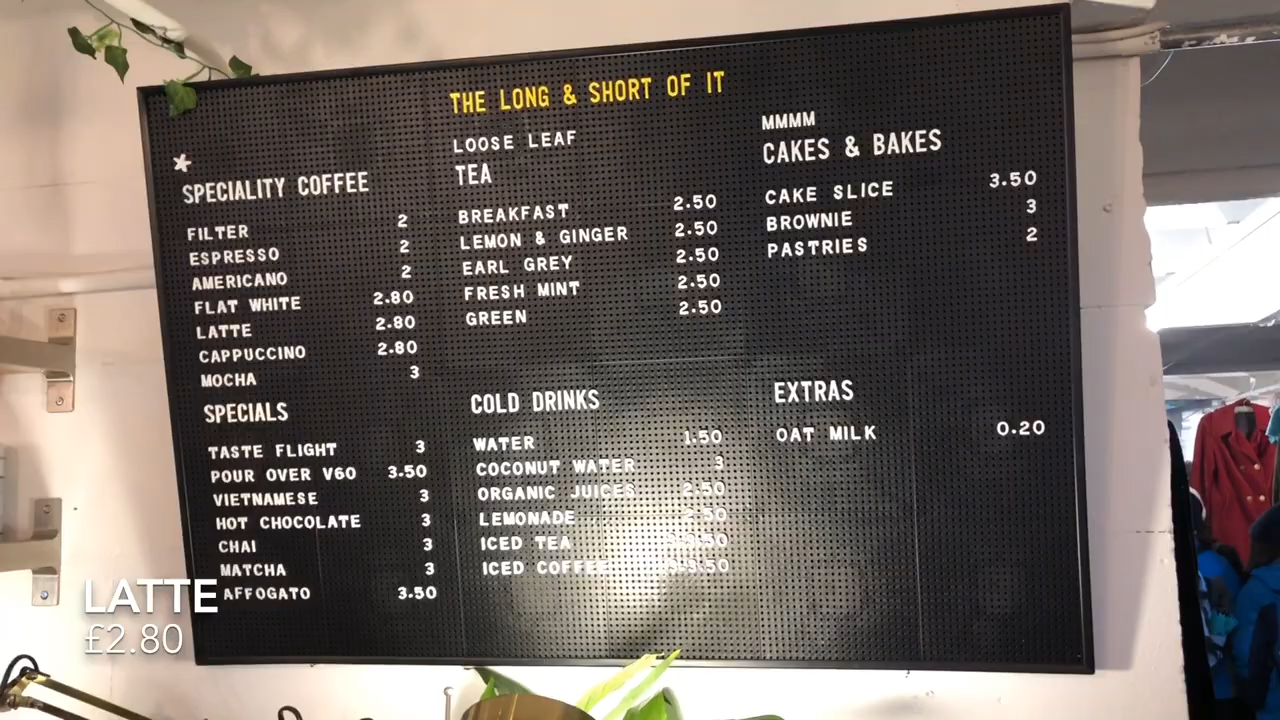 THE LONG & SHORT OF IT
*
SPECIALITY COFFEE
FILTER 2
ESPRESSO 2
AMERICANO 2
FLAT WHITE 2.80
LATTE 2.80
CAPPUCCINO 2.80
MOCHA 3
SPECIALS
TASTE FLIGHT 3
POUR OVER V60 3.50
VIETNAMESE 3
HOT CHOCOLATE 3
CHAI 3
MATCHA 3
AFFOGATO 3.50
LOOSE LEAF
TEA
BREAKFAST 2.50
LEMON & GINGER 2.50
EARL GREY 2.50
FRESH MINT 2.50
GREEN 2.50
COLD DRINKS
WATER 1.50
COCONUT WATER 3
ORGANIC JUICES 2.50
LEMONADE 2.50
ICED TEA
ICED COFFEE
MMMM
CAKES & BAKES
CAKE SLICE 3.50
BROWNIE 3
PASTRIES 2
EXTRAS
OAT MILK 0.20
LATTE
£2.80